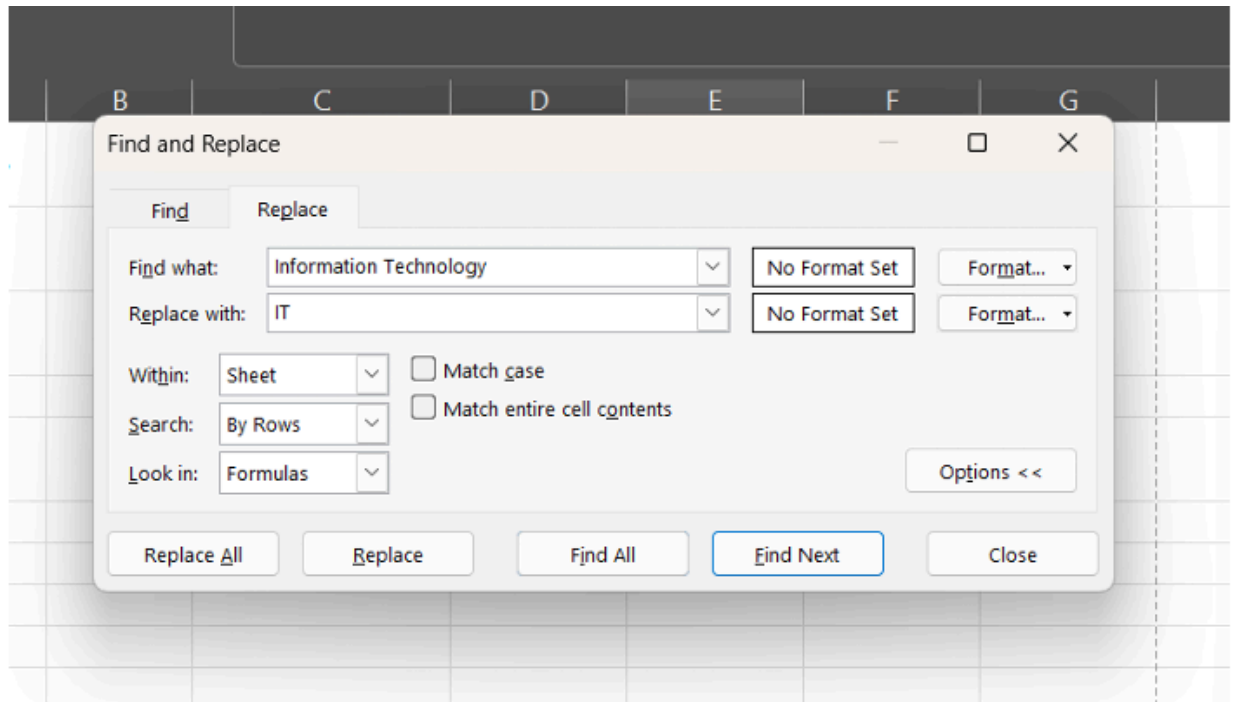 B C D E F G
Find and Replace
Find Replace
Find what: Information Technology No Format Set Format...
Replace with: IT No Format Set Format...
Within: Sheet Match case
Match entire cell contents
Search: By Rows
Look in: Formulas Options <<
Replace All Replace Find All Find Next Close